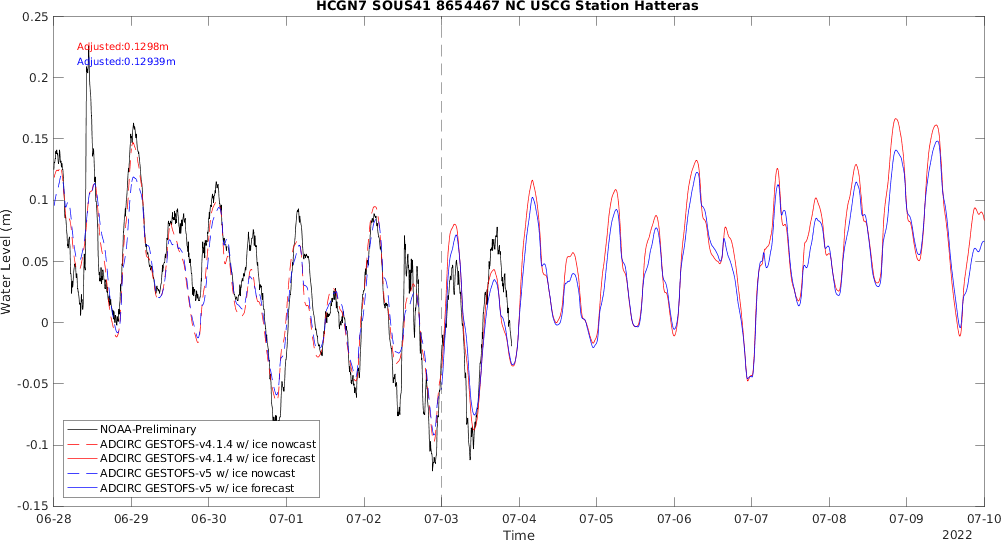 HCGN7 SOUS41 8654467 NC USCG Station Hatteras
0.25
Adjusted:0.1298m
Adjusted:0.12939m
0.2
0.15
0.1
0.05
0
-0.05
-0.1
-0.15
Water Level (m)
NOAA-Preliminary
ADCIRC GESTOFS-v4.1.4 w/ ice nowcast
ADCIRC GESTOFS-v4.1.4 w/ ice forecast
ADCIRC GESTOFS-v5 w/ ice nowcast
ADCIRC GESTOFS-v5 w/ ice forecast
06-28 06-29 06-30 07-01 07-02 07-03 07-04 07-05 07-06 07-07 07-08 07-09 07-10
Time
2022